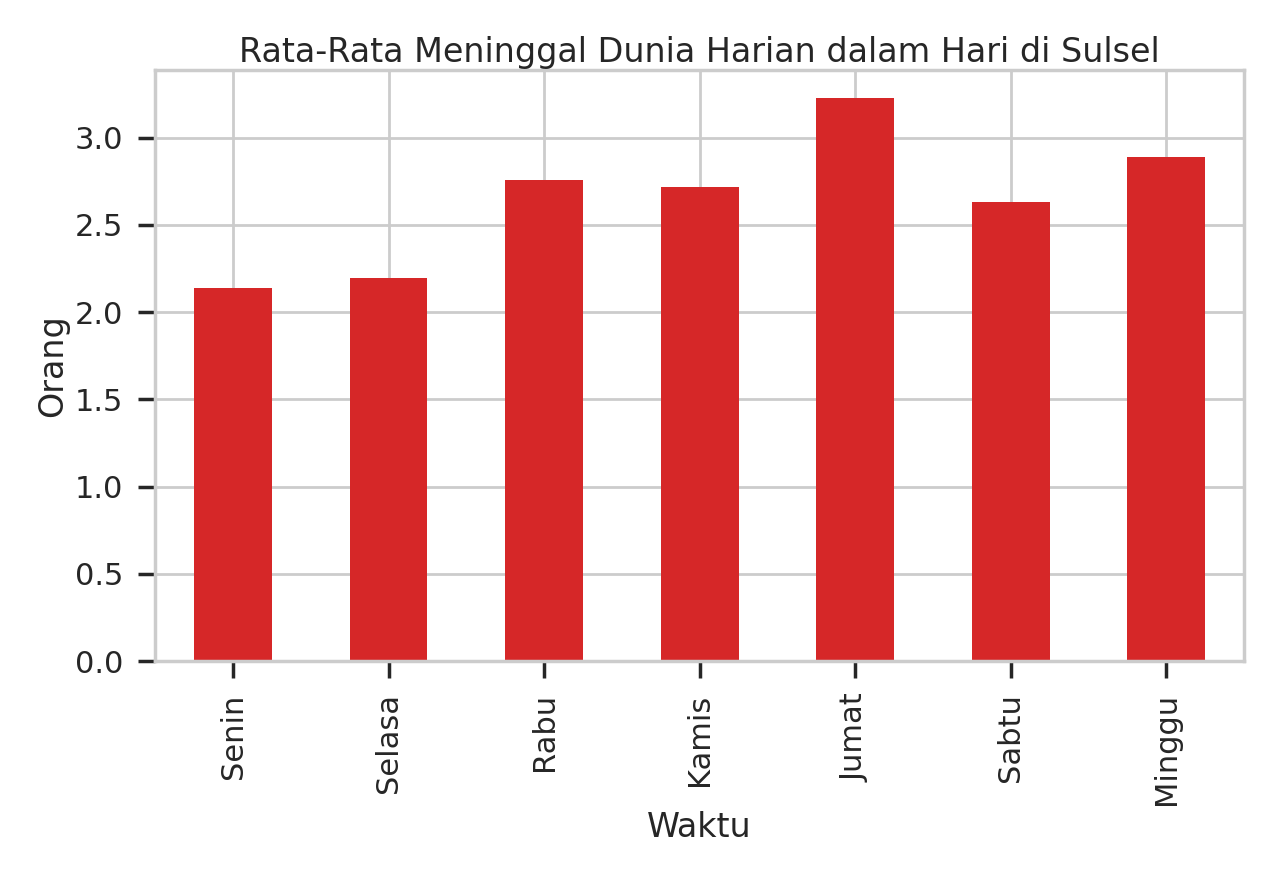 Rata-Rata Meninggal Dunia Harian dalam Hari di Sulsel
Orang
3.0
2.5
2.0
1.5
1.0
0.5
0.0
Senin
Selasa
Rabu
Kamis
Jumat
Sabtu
Minggu
Waktu